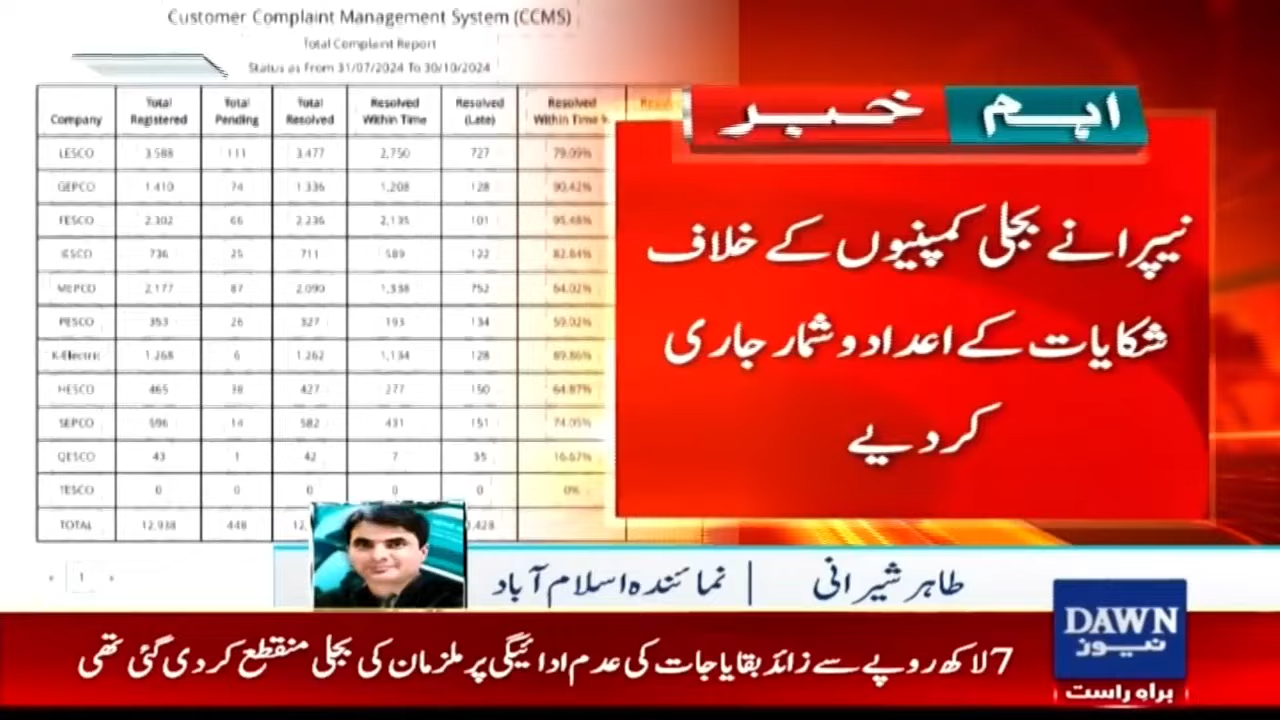 Customer Complaint Management System (CCMS)
Total Complaint Report
Status as From 31/07/2024 To 30/10/2024
Company Total Registered Total Pending Total Resolved Resolved Within Time Resolved (Late) Resolved Within Time %
LESCO 3,588 111 3,477 2,750 727 79.09%
GEPCO 1,410 74 1,336 1,208 128 90.42%
FESCO 2,302 66 2,236 2,135 101 95.48%
IESCO 736 25 711 589 122 82.84%
MEPCO 2,177 87 2,090 1,338 752 64.02%
PESCO 353 26 327 193 134 59.02%
K-Electric 1,268 6 1,262 1,134 128 89.86%
HESCO 465 38 427 277 150 64.87%
SEPCO 596 14 582 431 151 74.05%
QESCO 43 1 42 7 35 16.67%
TESCO 0 0 0 0 0 0%
TOTAL 12,938 448
1
اہم خبر
نیپرا نے بجلی کمپنیوں کے خلاف
شکایات کے اعداد و شمار جاری
کر دیے
طاہر شیرانی | نمائندہ اسلام آباد
7 لاکھ روپے سے زائد بقایا جات کی عدم ادائیگی پر ملزمان کی بجلی منقطع کر دی گئی تھی
DAWN
نیوز
براہ راست